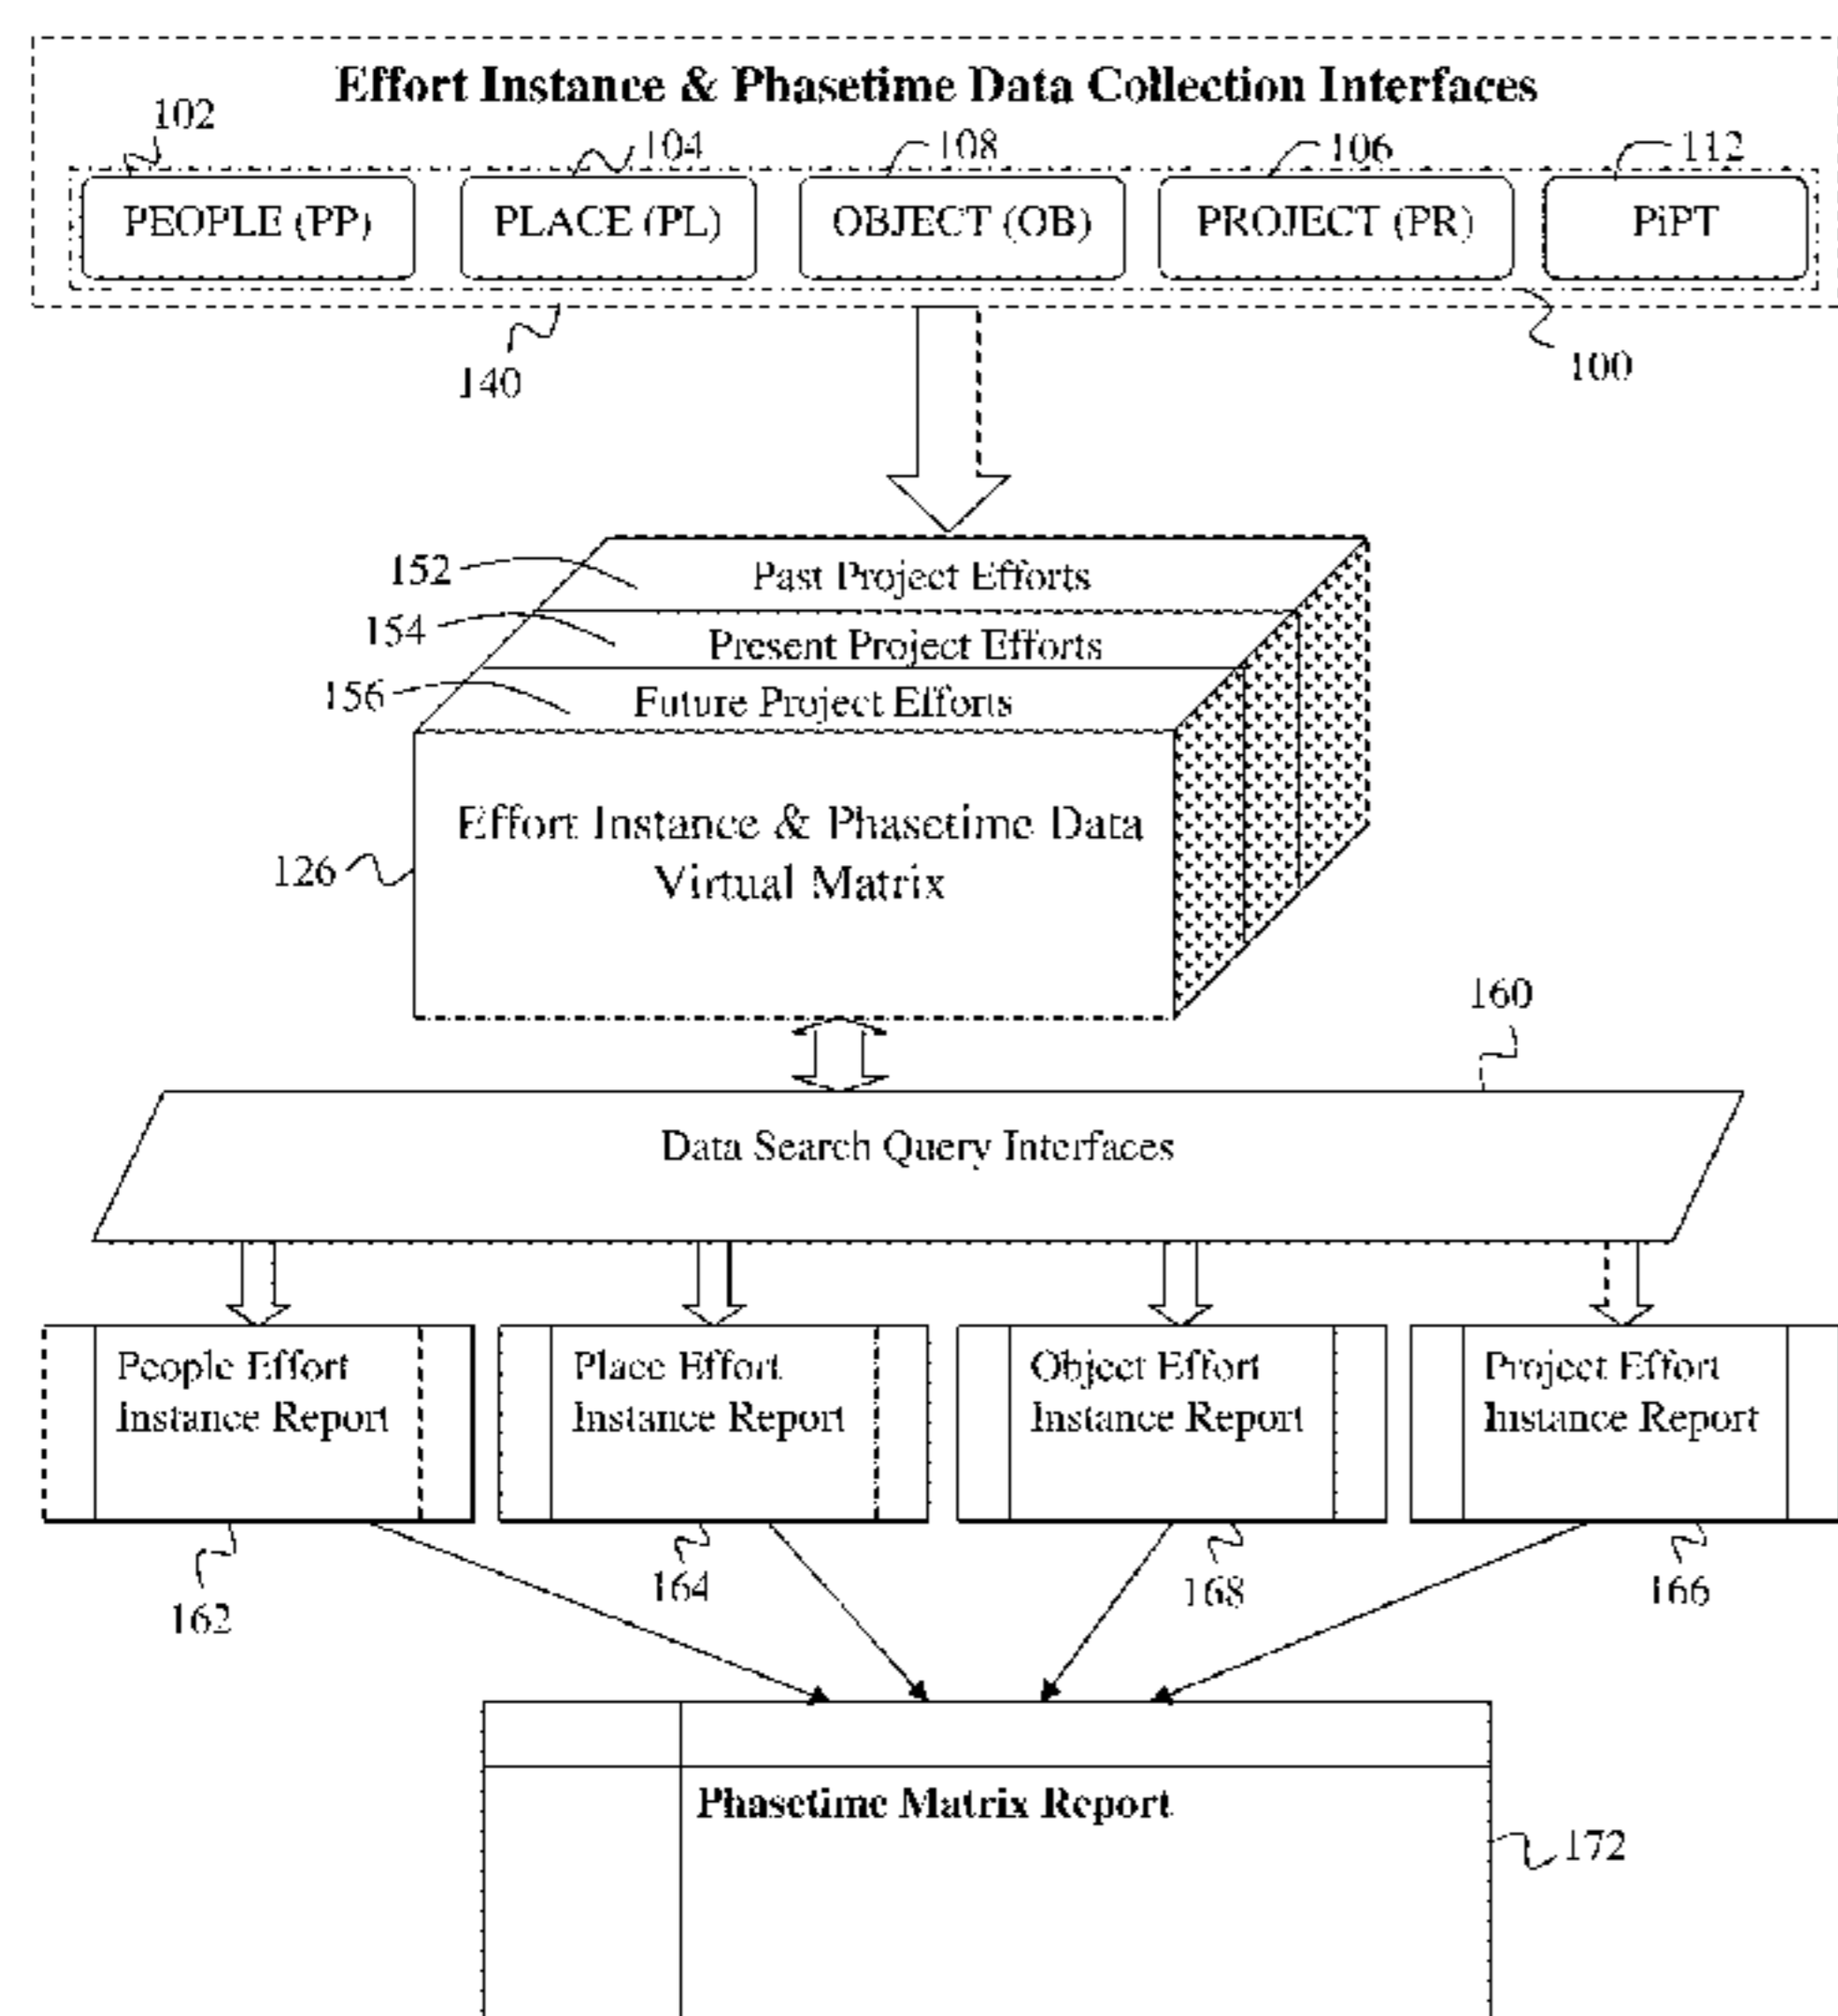 Effort Instance & Phasetime Data Collection Interfaces
102
104
108
106
112
PEOPLE (PP)
PLACE (PL)
OBJECT (OB)
PROJECT (PR)
PiPT
140
100
152
Past Project Efforts
154
Present Project Efforts
156
Future Project Efforts
Effort Instance & Phasetime Data
Virtual Matrix
126
160
Data Search Query Interfaces
People Effort
Instance Report
Place Effort
Instance Report
Object Effort
Instance Report
Project Effort
Instance Report
162
164
168
166
Phasetime Matrix Report
172